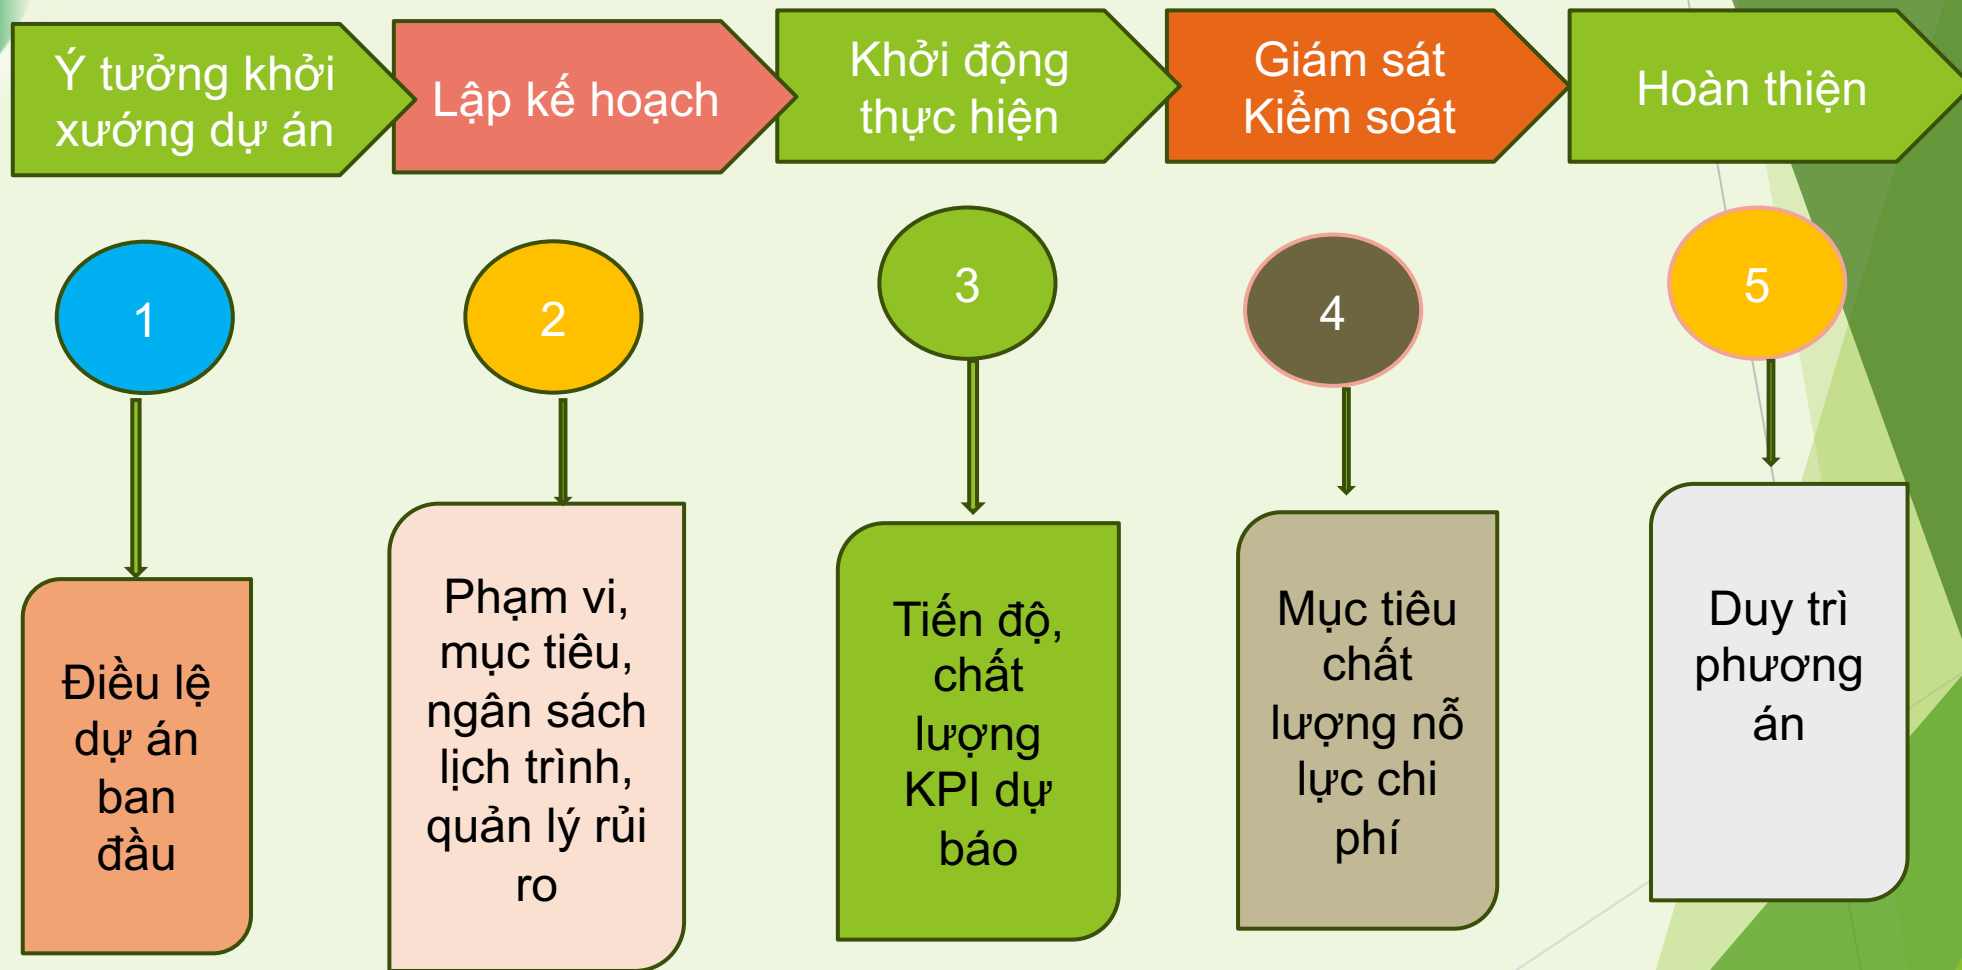 Ý tưởng khởi
xướng dự án
Lập kế hoạch
Khởi động
thực hiện
Giám sát
Kiểm soát
Hoàn thiện
1
2
3
4
5
Điều lệ
dự án
ban
đầu
Phạm vi,
mục tiêu,
ngân sách
lịch trình,
quản lý rủi
ro
Tiến độ,
chất
lượng
KPI dự
báo
Mục tiêu
chất
lượng nỗ
lực chi
phí
Duy trì
phương
án